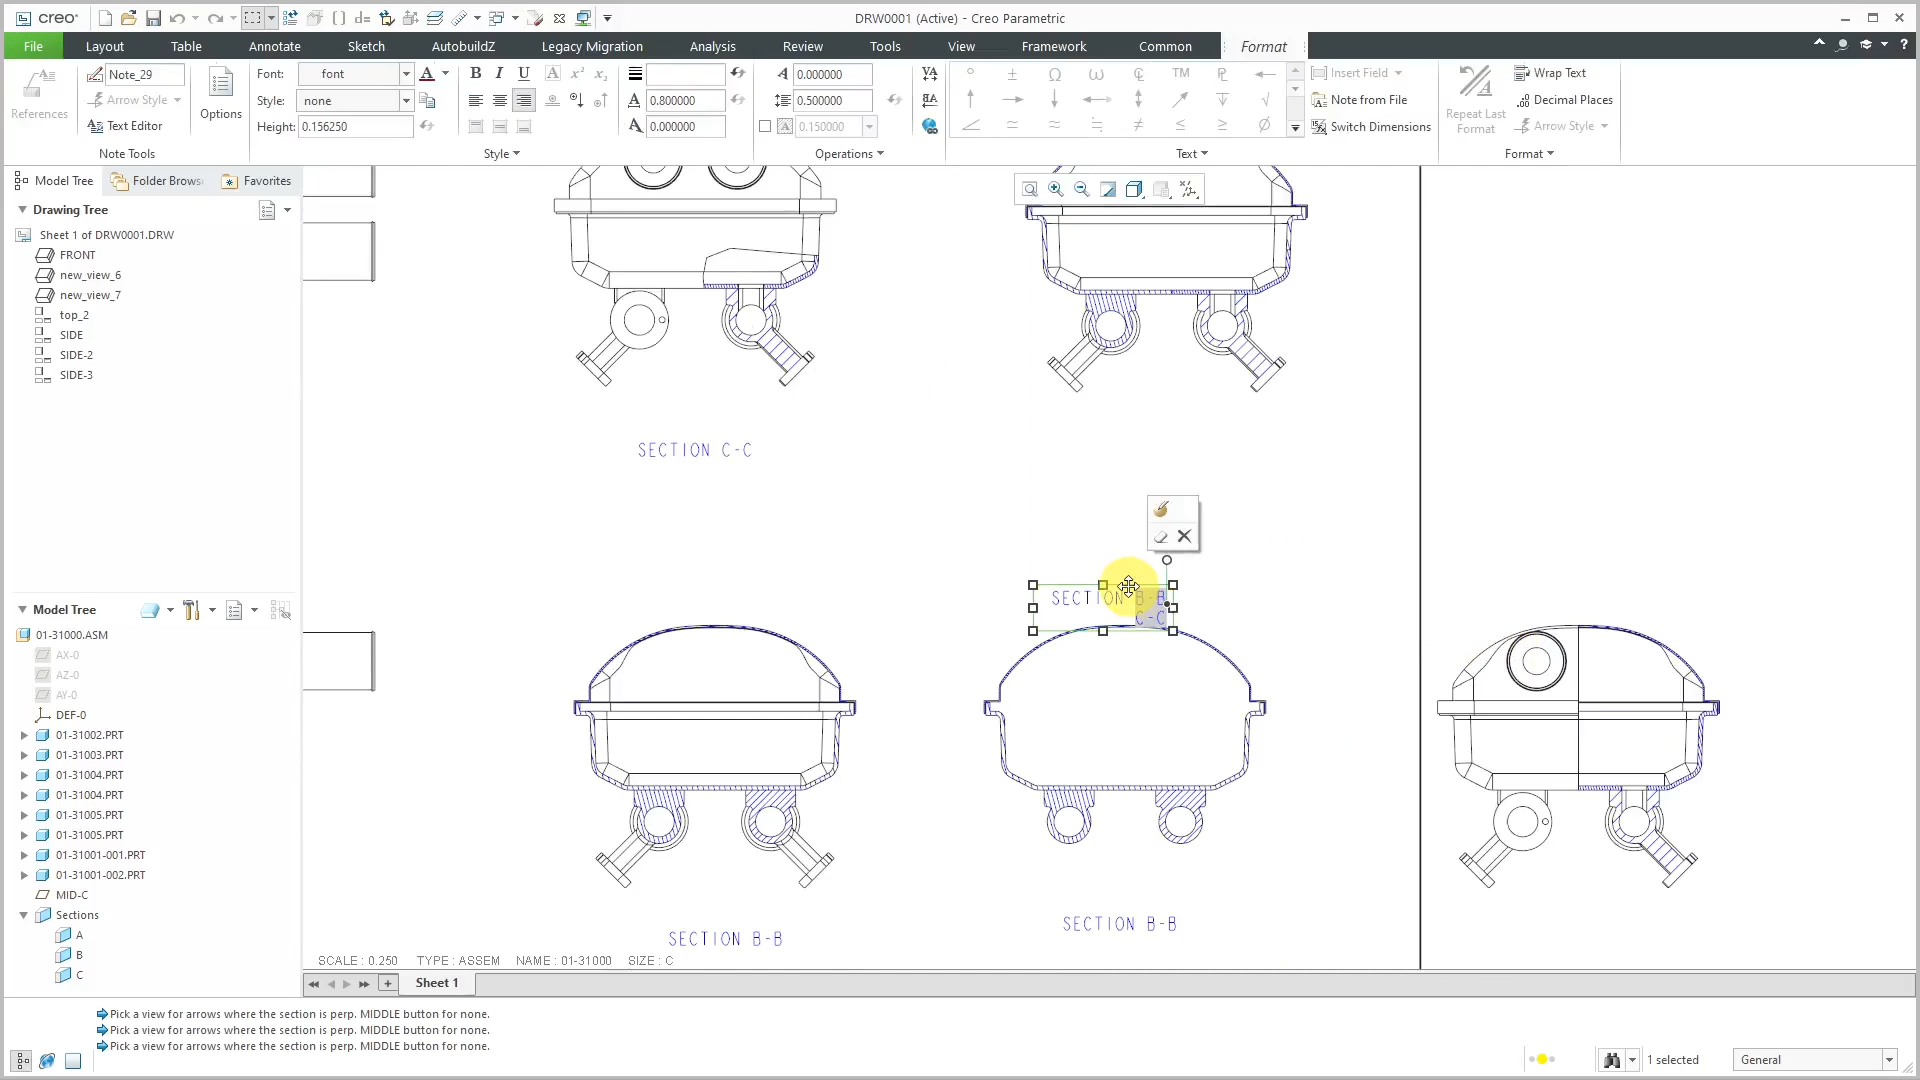 creo®
DRW0001 (Active) - Creo Parametric
File
Layout
Table
Annotate
Sketch
AutobuildZ
Legacy Migration
Analysis
Review
Tools
View
Framework
Common
Format
References
Note_29
Arrow Style
Text Editor
Note Tools
Options
Font: font
Style: none
Height: 0.156250
B I U
0.800000
0.000000
Style
0.000000
0.500000
0.150000
Operations
TM
Text
Insert Field
Note from File
Switch Dimensions
Repeat Last
Format
Wrap Text
Decimal Places
Arrow Style
Format
Model Tree
Folder Brows
Favorites
Drawing Tree
Sheet 1 of DRW0001.DRW
FRONT
new_view_6
new_view_7
top_2
SIDE
SIDE-2
SIDE-3
Model Tree
01-31000.ASM
AX-0
AZ-0
AY-0
DEF-0
01-31002.PRT
01-31003.PRT
01-31004.PRT
01-31004.PRT
01-31005.PRT
01-31005.PRT
01-31001-001.PRT
01-31001-002.PRT
MID-C
Sections
A
B
C
SECTION C-C
SECTION B-B
C-C
SECTION B-B
SECTION B-B
SCALE : 0.250 TYPE : ASSEM NAME : 01-31000 SIZE : C
Sheet 1
Pick a view for arrows where the section is perp. MIDDLE button for none.
Pick a view for arrows where the section is perp. MIDDLE button for none.
Pick a view for arrows where the section is perp. MIDDLE button for none.
1 selected
General